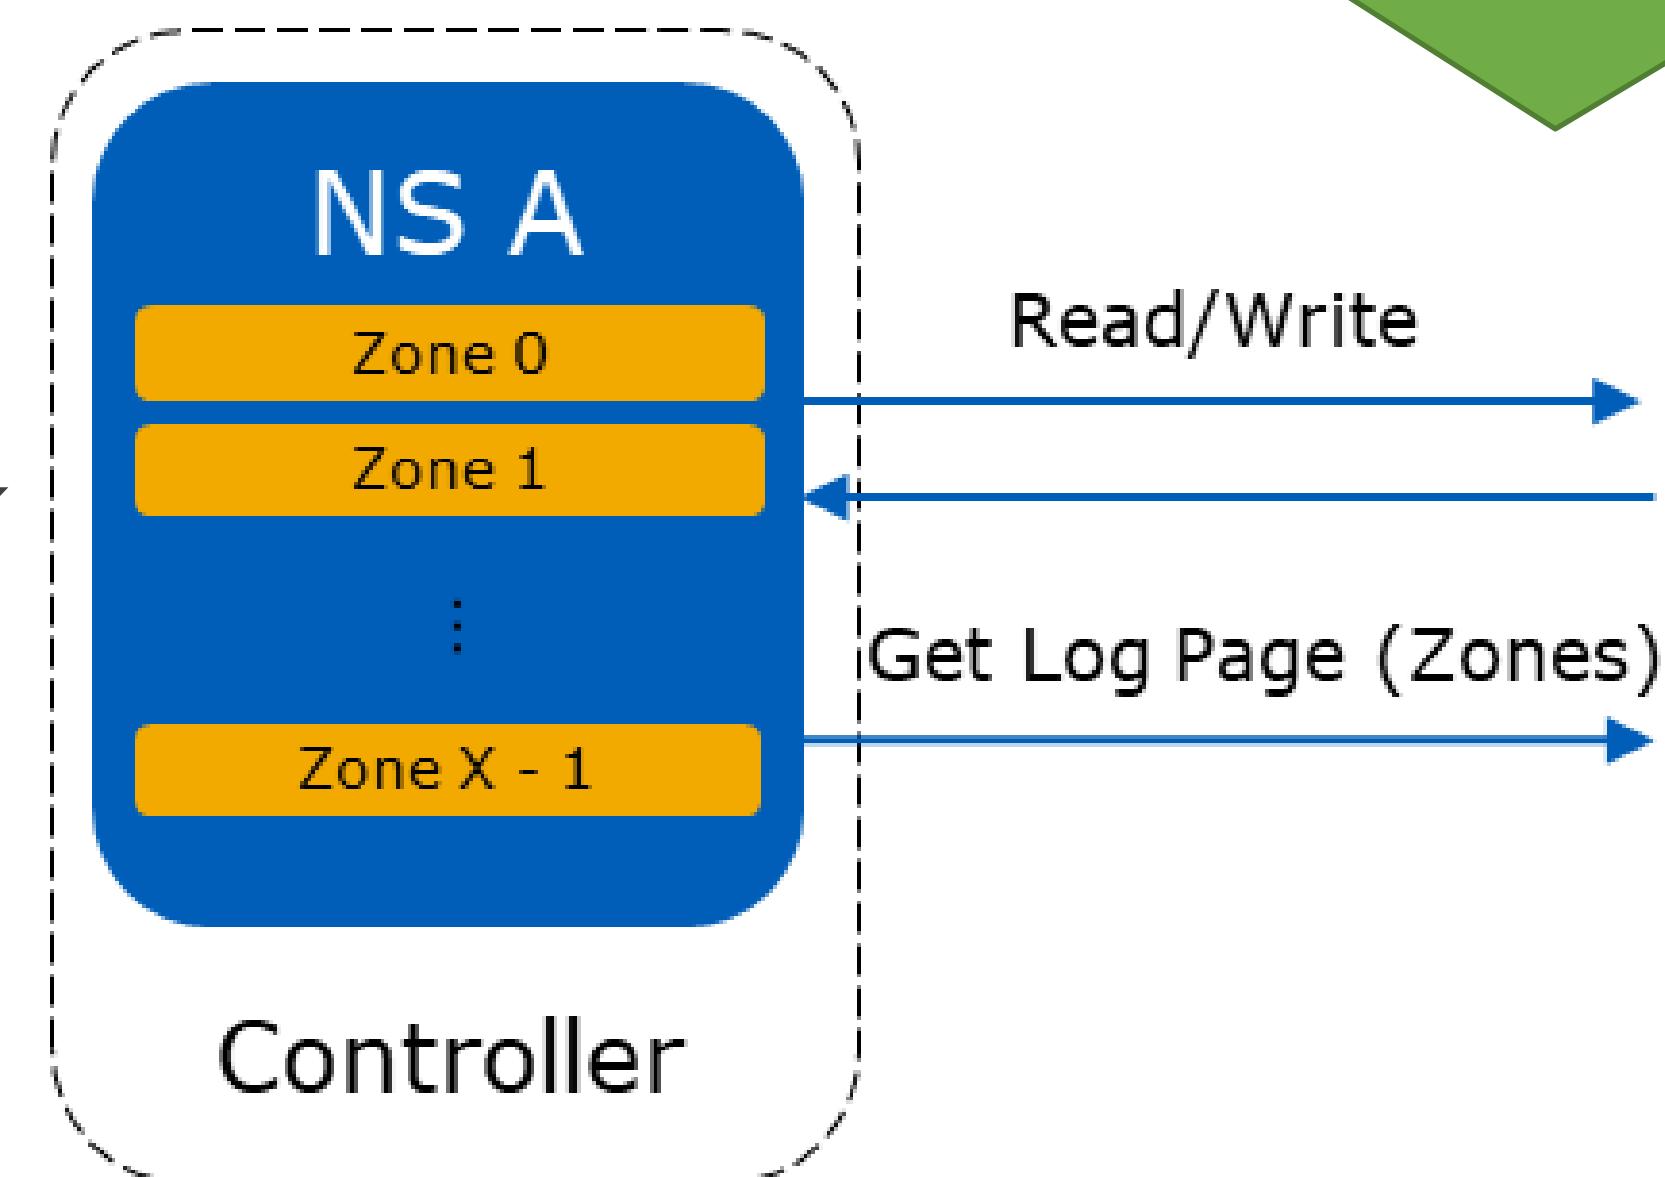 NS A
Zone 0
Zone 1
⋮
Zone X - 1
Controller
Read/Write
Get Log Page (Zones)